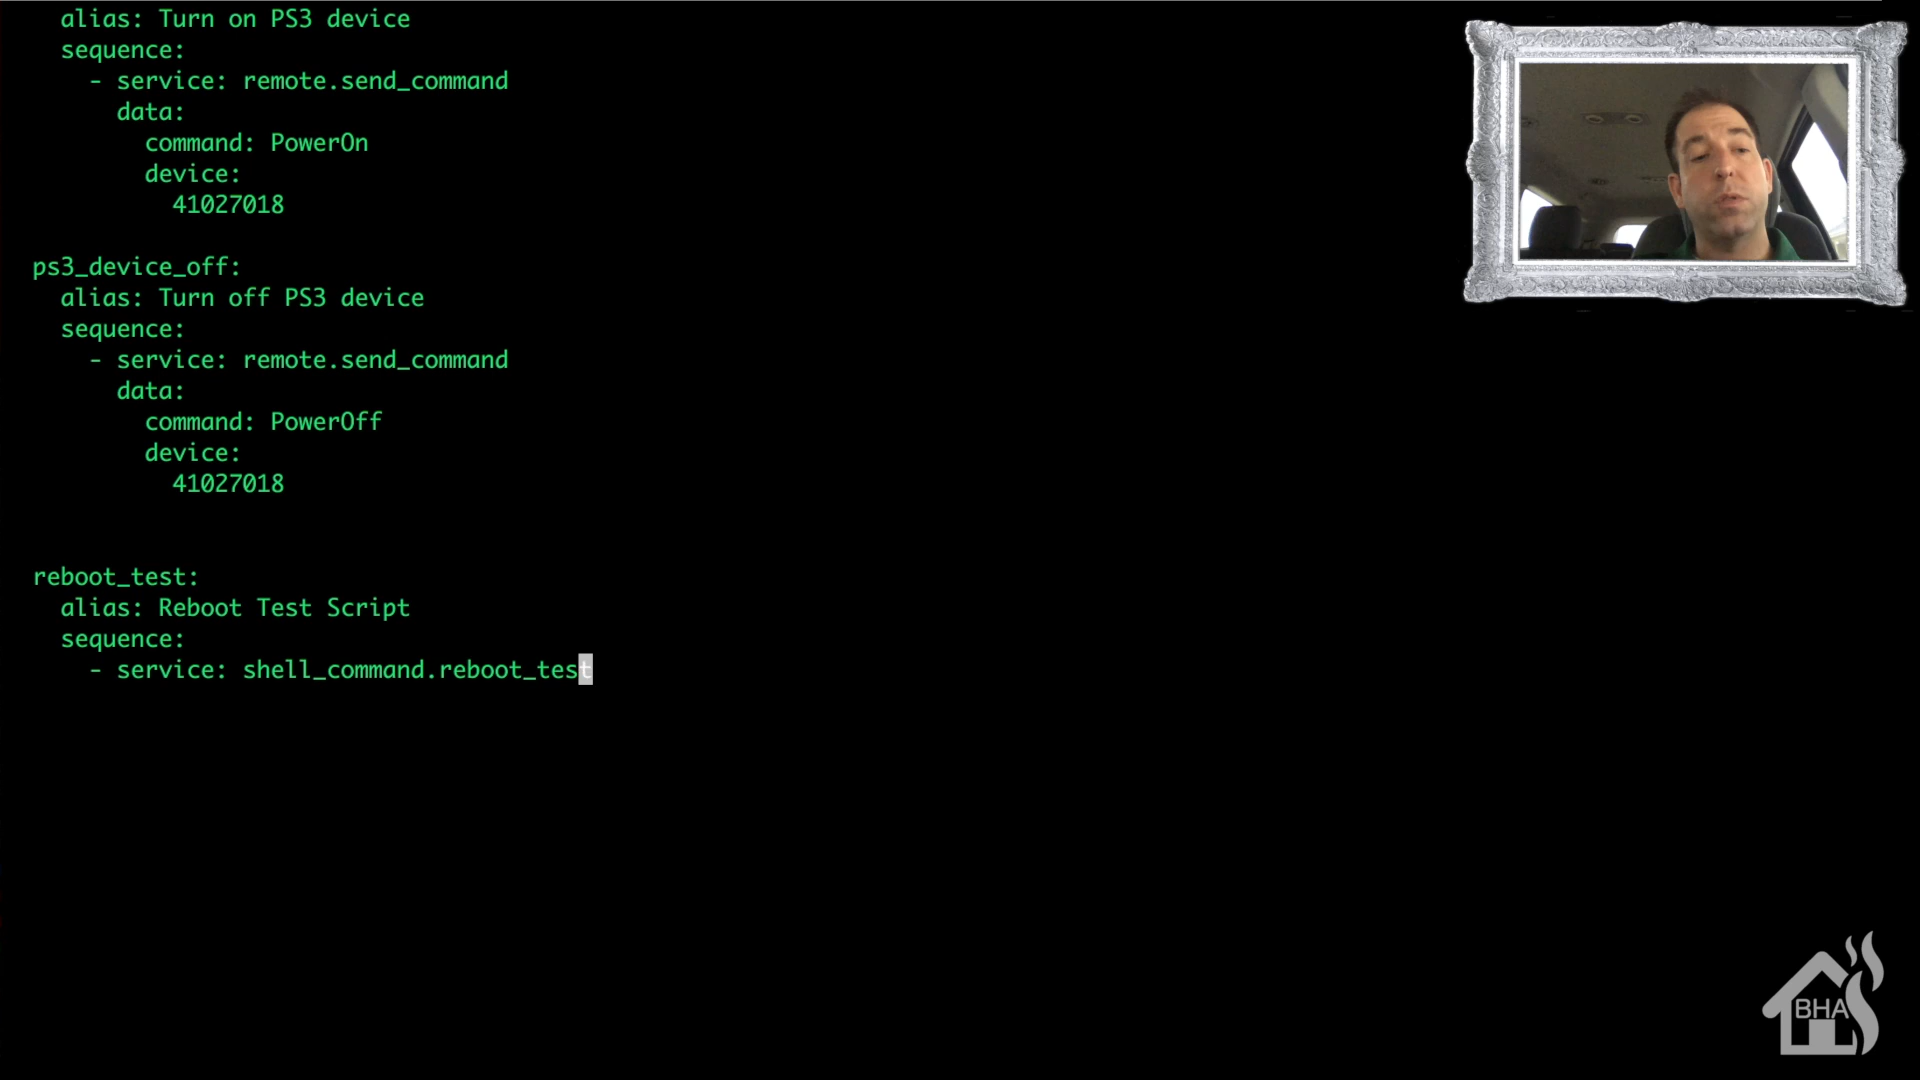 alias: Turn on PS3 device
sequence:
- service: remote.send_command
data:
command: PowerOn
device:
41027018
ps3_device_off:
alias: Turn off PS3 device
sequence:
- service: remote.send_command
data:
command: PowerOff
device:
41027018
reboot_test:
alias: Reboot Test Script
sequence:
- service: shell_command.reboot_test
BHA